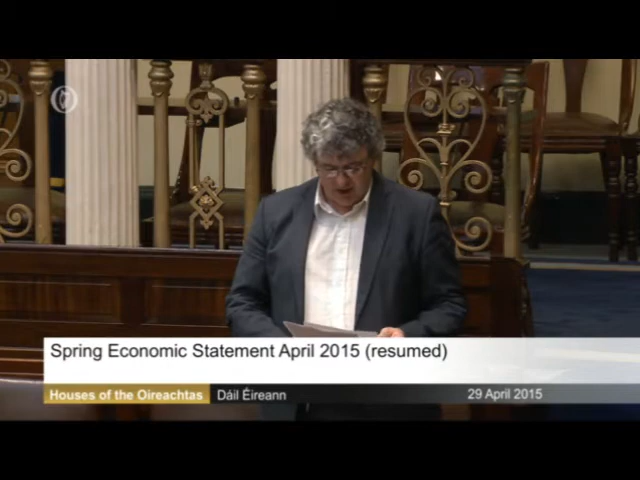 Spring Economic Statement April 2015 (resumed)
Houses of the Oireachtas Dáil Éireann 29 April 2015